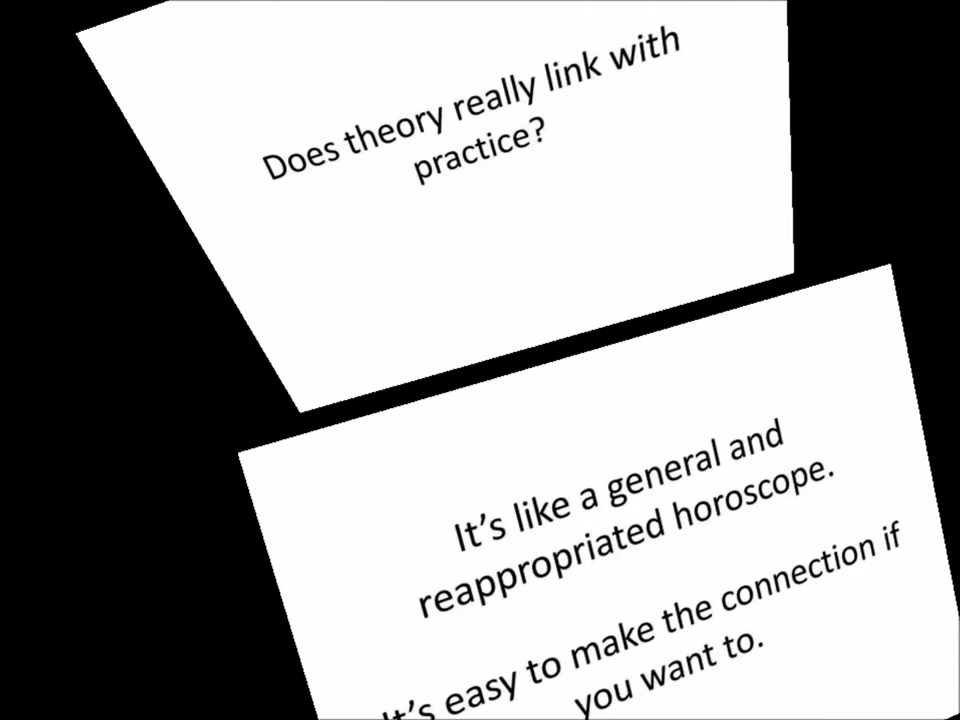 Does theory really link with
practice?
It's like a general and
reappropriated horoscope.
It's easy to make the connection if
you want to.